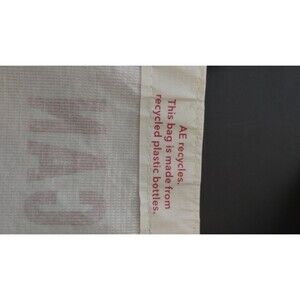 AE recycles.
This bag is made from
recycled plastic bottles.